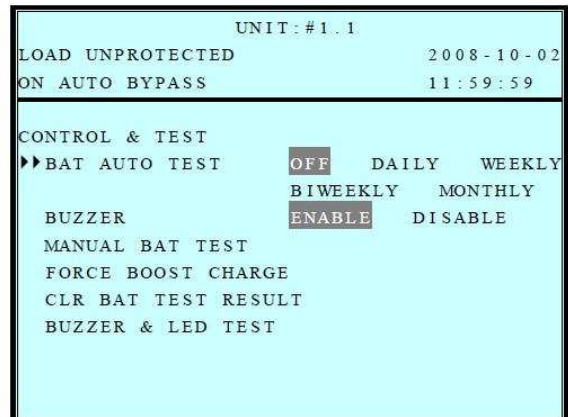 UNIT:#1.1
LOAD UNPROTECTED 2008-10-02
ON AUTO BYPASS 11:59:59
CONTROL & TEST
BAT AUTO TEST OFF DAILY WEEKLY
BIWEEKLY MONTHLY
BUZZER ENABLE DISABLE
MANUAL BAT TEST
FORCE BOOST CHARGE
CLR BAT TEST RESULT
BUZZER & LED TEST